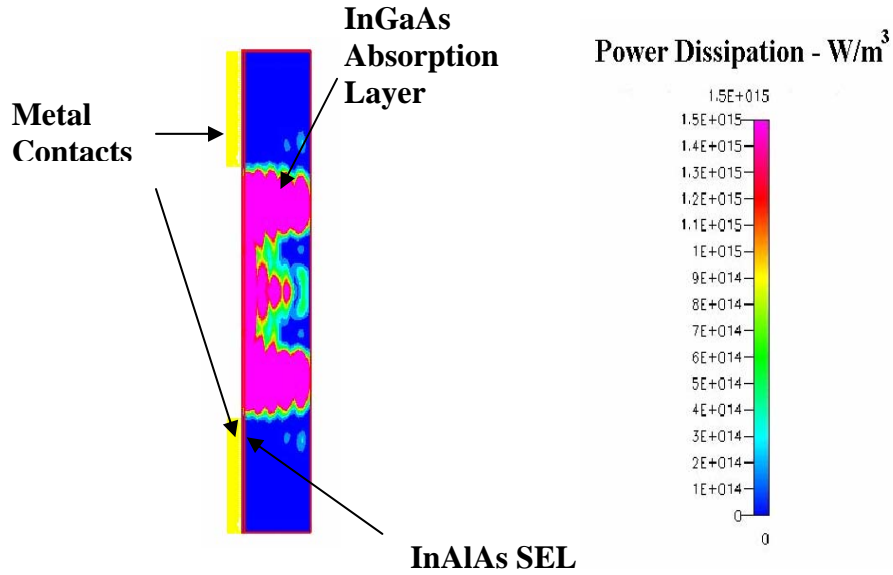 InGaAs
Absorption
Layer
Metal
Contacts
InAlAs SEL
Power Dissipation - W/m³
1.5E+015
1.5E+015
1.4E+015
1.3E+015
1.2E+015
1.1E+015
1E+015
9E+014
8E+014
7E+014
6E+014
5E+014
4E+014
3E+014
2E+014
1E+014
0
0